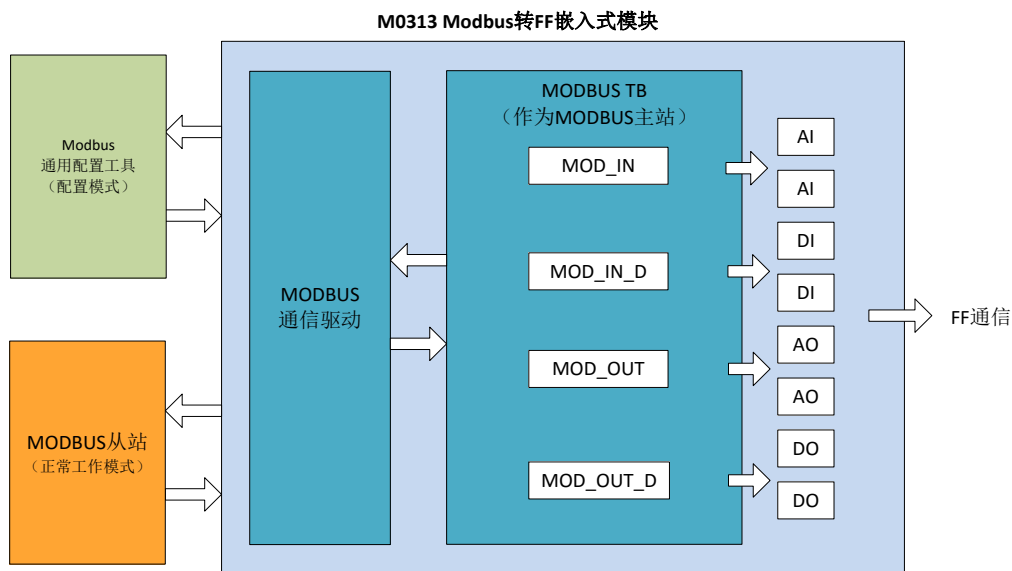 M0313 Modbus转FF嵌入式模块
Modbus
通用配置工具
（配置模式）
MODBUS从站
（正常工作模式）
MODBUS
通信驱动
MODBUS TB
（作为MODBUS主站）
MOD_IN
MOD_IN_D
MOD_OUT
MOD_OUT_D
AI
AI
DI
DI
AO
AO
DO
DO
FF通信